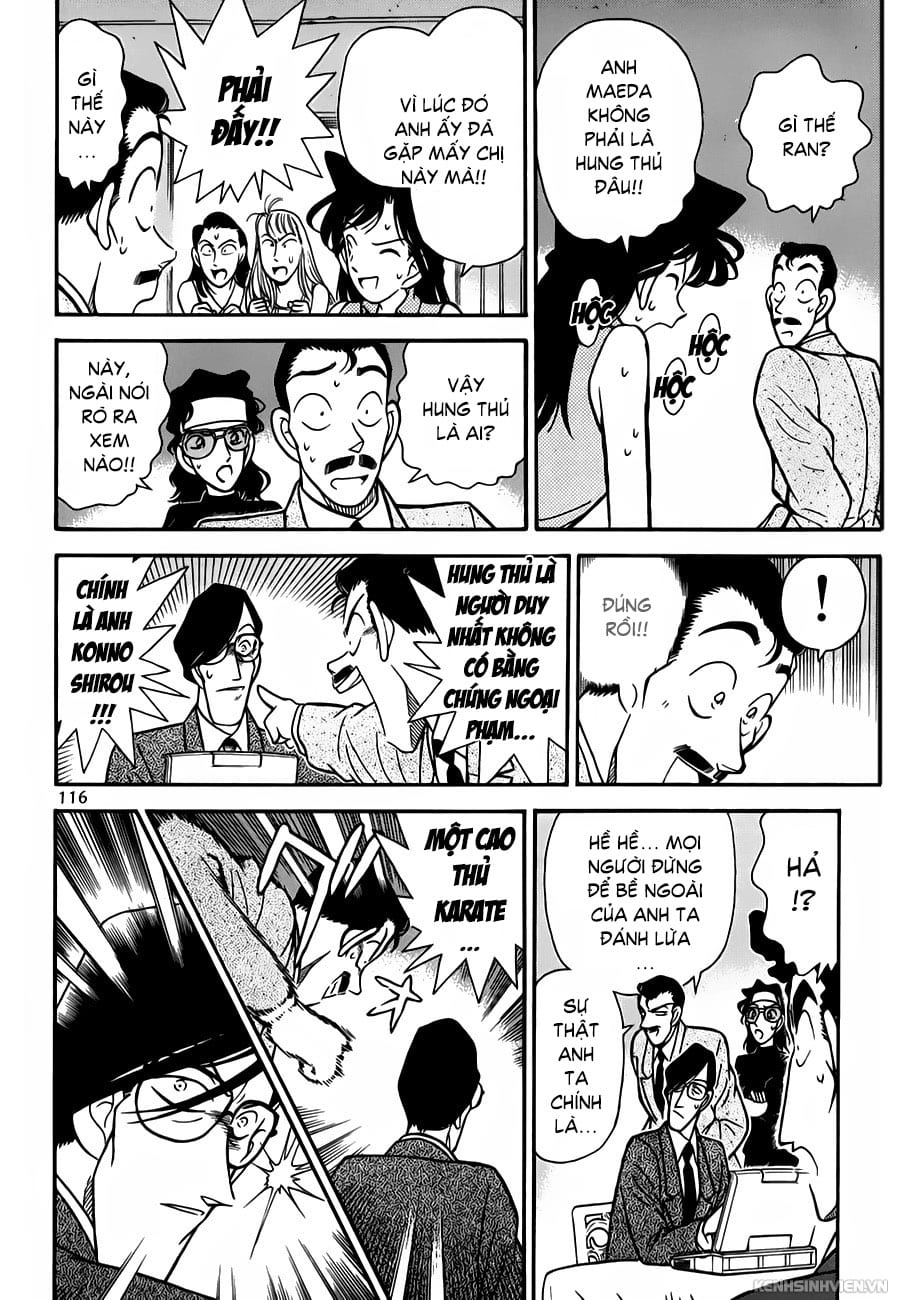 GÌ THẾ
RAN?
ANH
MAEDA
KHÔNG
PHẢI LÀ
HUNG THỦ
ĐÂU!!
HỘC
HỘC
HỘC
VÌ LÚC ĐÓ
ANH ẤY ĐÃ
GẶP MẤY CHỊ
NÀY MÀ!!
PHẢI
ĐẤY!!
GÌ
THẾ
NÀY
...
VẬY
HUNG THỦ
LÀ AI?
NÀY,
NGÀI NÓI
RÕ RA
XEM
NÀO!!
!
ĐÚNG
RỒI!!
HUNG THỦ LÀ
NGƯỜI DUY
NHẤT KHÔNG
CÓ BẰNG
CHỨNG NGOẠI
PHẠM...
CHÍNH
LÀ ANH
KONNO
SHIROU
!!!
116
HẢ
!?
HỀ HỀ... MỌI
NGƯỜI ĐỪNG
ĐỂ BỀ NGOÀI
CỦA ANH TA
ĐÁNH LỪA
...
SỰ
THẬT ANH
TA
CHÍNH
LÀ...
MỘT CAO
THỦ
KARATE
...
KENHSINHVIEN.VN